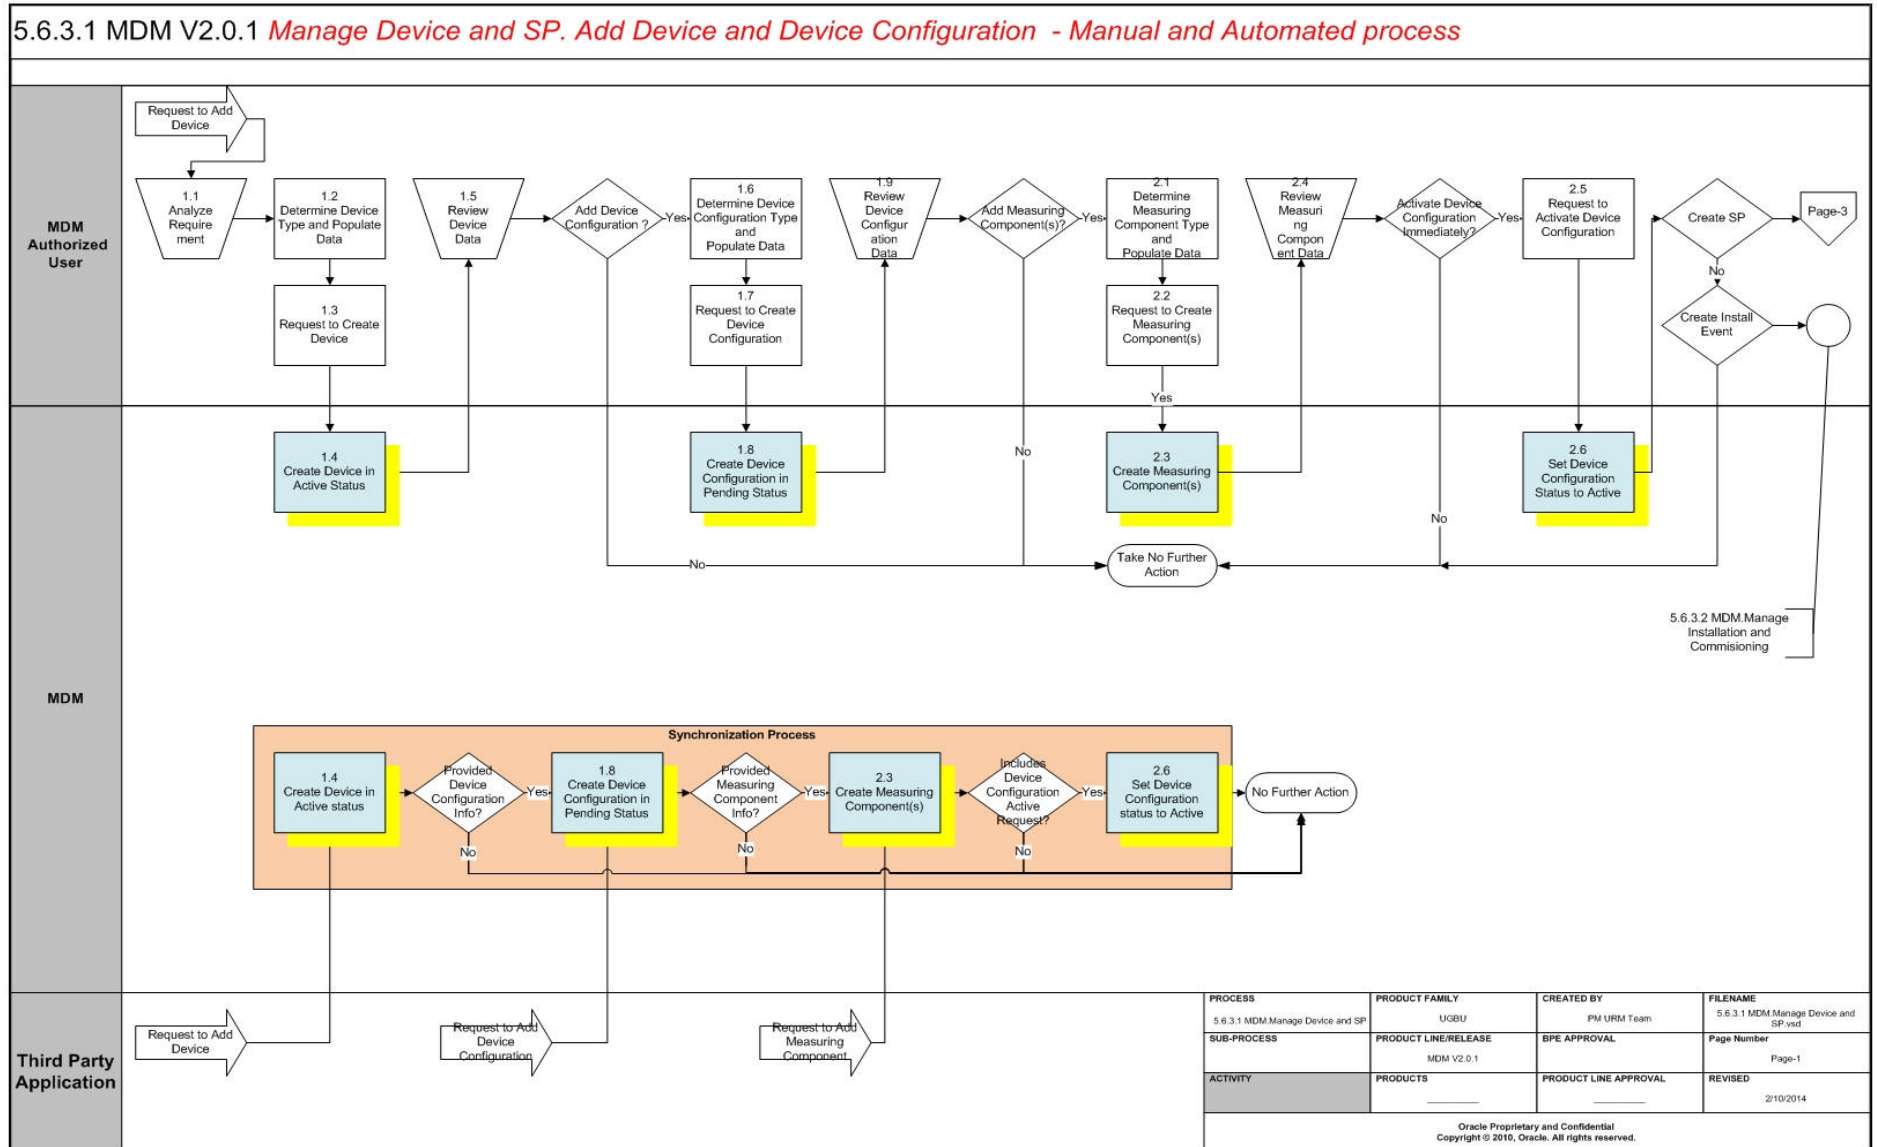 5.6.3.1 MDM V2.0.1 Manage Device and SP. Add Device and Device Configuration - Manual and Automated process
MDM
Authorized
User
Request to Add
Device
1.1
Analyze
Require
ment
1.2
Determine Device
Type and Populate
Data
1.3
Request to Create
Device
1.5
Review
Device
Data
Add Device
Configuration ?
Yes
1.6
Determine Device
Configuration Type
and
Populate Data
1.7
Request to Create
Device
Configuration
1.9
Review
Device
Configur
ation
Data
Add Measuring
Component(s)?
Yes
2.1
Determine
Measuring
Component Type
and
Populate Data
2.2
Request to Create
Measuring
Component(s)
Yes
2.4
Review
Measuri
ng
Compon
ent Data
Activate Device
Configuration
Immediately?
Yes
2.5
Request to
Activate Device
Configuration
Create SP
Page-3
No
Create Install
Event
MDM
1.4
Create Device in
Active Status
1.8
Create Device
Configuration in
Pending Status
No
2.3
Create Measuring
Component(s)
No
2.6
Set Device
Configuration
Status to Active
No
Take No Further
Action
5.6.3.2 MDM.Manage
Installation and
Commisioning
Synchronization Process
1.4
Create Device in
Active status
Provided
Device
Configuration
Info?
Yes
No
1.8
Create Device
Configuration in
Pending Status
Provided
Measuring
Component
Info?
Yes
No
2.3
Create Measuring
Component(s)
Includes
Device
Configuration
Active
Request?
Yes
No
2.6
Set Device
Configuration
status to Active
No Further Action
Third Party
Application
Request to Add
Device
Request to Add
Device
Configuration
Request to Add
Measuring
Component
PROCESS
5.6.3.1 MDM.Manage Device and SP
PRODUCT FAMILY
UGBU
CREATED BY
PM URM Team
FILENAME
5.6.3.1 MDM.Manage Device and
SP.vsd
SUB-PROCESS
PRODUCT LINE/RELEASE
MDM V2.0.1
BPE APPROVAL
Page Number
Page-1
ACTIVITY
PRODUCTS
PRODUCT LINE APPROVAL
REVISED
2/10/2014
Oracle Proprietary and Confidential
Copyright © 2010, Oracle. All rights reserved.